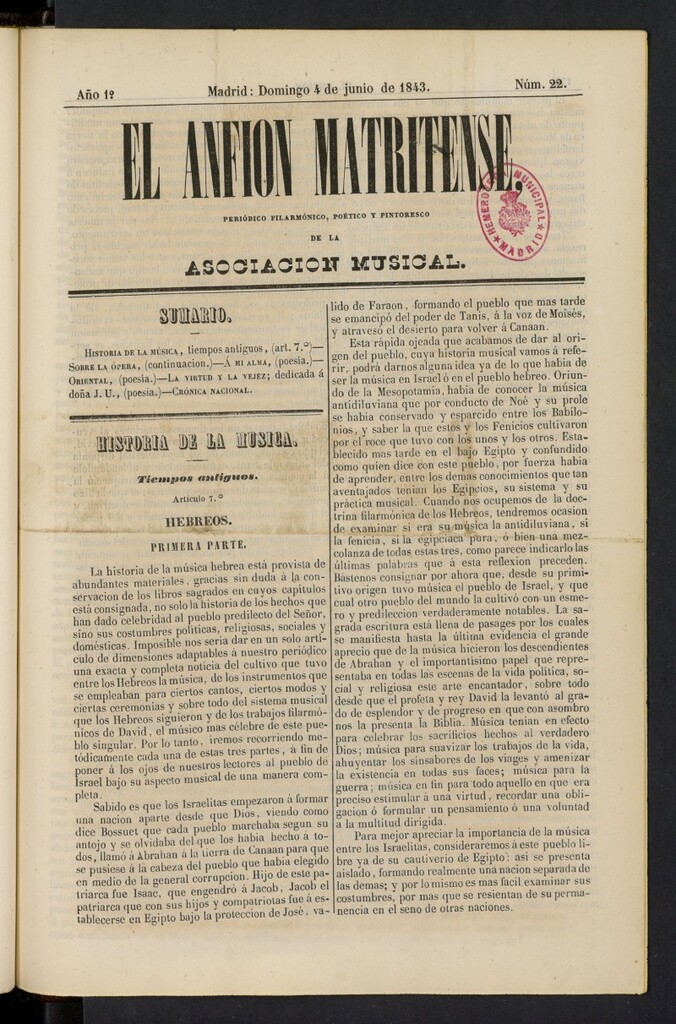 Año 1º Madrid: Domingo 4 de junio de 1843. Núm. 22.
EL ANFION MATRITENSE,
PERIÓDICO FILARMÓNICO, POÉTICO Y PINTORESCO
DE LA
ASOCIACION MUSICAL.
HEMEROTECA MUNICIPAL
MADRID
SUMARIO.
HISTORIA DE LA MÚSICA, tiempos antiguos, (art. 7.º)—
SOBRE LA ÓPERA, (continuacion.)—Á MI ALMA, (poesía.)—
ORIENTAL, (poesía.)—LA VIRTUD Y LA VEJEZ; dedicada á
doña J. U., (poesia.)—CRÓNICA NACIONAL.
HISTORIA DE LA MUSICA.
Tiempos antiguos.
Artículo 7.º
HEBREOS.
PRIMERA PARTE.
La historia de la música hebrea está provista de
abundantes materiales, gracias sin duda á la con-
servacion de los libros sagrados en cuyos capítulos
está consignada, no solo la historia de los hechos que
han dado celebridad al pueblo predilecto del Señor,
sino sus costumbres políticas, religiosas, sociales y
domésticas. Imposible nos seria dar en un solo artí-
culo de dimensiones adaptables á nuestro periódico
una exacta y completa noticia del cultivo que tuvo
entre los Hebreos la música, de los instrumentos que
se empleaban para ciertos cantos, ciertos modos y
ciertas ceremonias y sobre todo del sistema musical
que los Hebreos siguieron y de los trabajos filarmó-
nicos de David, el músico mas célebre de este pue-
blo singular. Por lo tanto, iremos recorriendo me-
tódicamente cada una de estas tres partes, á fin de
poner á los ojos de nuestros lectores al pueblo de
Israel bajo su aspecto musical de una manera com-
pleta.
Sabido es que los Israelitas empezaron á formar
una nacion aparte desde que Dios, viendo como
dice Bossuet que cada pueblo marchaba segun su
antojo y se olvidaba del que los habia hecho á to-
dos, llamó á Abrahan á la tierra de Canaan para que
se pusiese á la cabeza del pueblo que habia elegido
en medio de la general corrupcion. Hijo de este pa-
triarca fue Isaac, que engendró á Jacob, Jacob el
patriarca que con sus hijos y compatriotas fue á es-
tablecerse en Egipto bajo la proteccion de José, va-
lido de Faraon, formando el pueblo que mas tarde
se emancipó del poder de Tanis, á la voz de Moisés,
y atravesó el desierto para volver á Canaan.
Esta rápida ojeada que acabamos de dar al orí-
gen del pueblo, cuya historia musical vamos á refe-
rir, podrá darnos alguna idea ya de lo que habia de
ser la música en Israel ó en el pueblo hebreo. Oriun-
do de la Mesopotamia, habia de conocer la música
antidiluviana que por conducto de Noé y su prole
se habia conservado y esparcido entre los Babilo-
nios, y saber la que estos y los Fenicios cultivaron
por el roce que tuvo con los unos y los otros. Esta-
blecido mas tarde en el bajo Egipto y confundido
como quien dice con este pueblo, por fuerza habia
de aprender, entre los demas conocimientos que tan
aventajados tenian los Egipcios, su sistema y su
práctica musical. Cuando nos ocupemos de la doc-
trina filarmónica de los Hebreos, tendremos ocasion
de examinar si era su música la antidiluviana, si
la fenicia, si la egipciaca pura, ó bien una mez-
colanza de todas estas tres, como parece indicarlo las
últimas palabras que á esta reflexion preceden.
Bástenos consignar por ahora que, desde su primi-
tivo origen tuvo música el pueblo de Israel, y que
cual otro pueblo del mundo la cultivó con un esme-
ro y predileccion verdaderamente notables. La sa-
grada escritura está llena de pasages por los cuales
se manifiesta hasta la última evidencia el grande
aprecio que de la música hicieron los descendientes
de Abrahan y el importantísimo papel que repre-
sentaba en todas las escenas de la vida política, so-
cial y religiosa este arte encantador, sobre todo
desde que el profeta y rey David la levantó al gra-
do de esplendor y de progreso en que con asombro
nos la presenta la Biblia. Música tenian en efecto
para celebrar los sacrificios hechos al verdadero
Dios; música para suavizar los trabajos de la vida,
ahuyentar los sinsabores de los viages y amenizar
la existencia en todas sus faces; música para la
guerra; música en fin para todo aquello en que era
preciso estimular á una virtud, recordar una obli-
gacion ó formular un pensamiento ó una voluntad
á la multitud dirigida.
Para mejor apreciar la importancia de la música
entre los Israelitas, consideraremos á este pueblo li-
bre ya de su cautiverio de Egipto: asi se presenta
aislado, formando realmente una nacion separada de
las demas; y por lo mismo es mas facil examinar sus
costumbres, por mas que se resientan de su perma-
nencia en el seno de otras naciones.